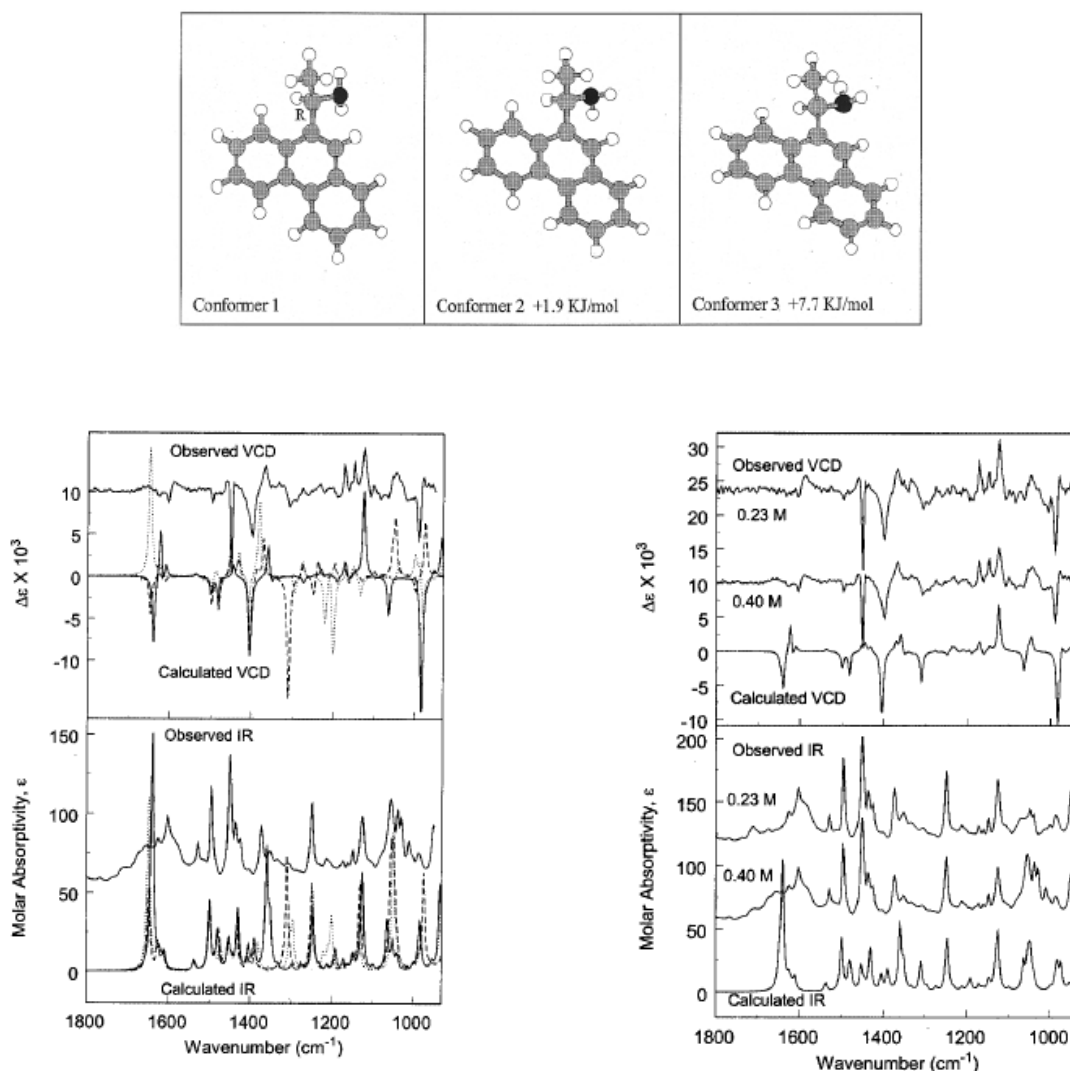 R
Conformer 1
Conformer 2 +1.9 KJ/mol
Conformer 3 +7.7 KJ/mol
Observed VCD
10
5
0
-5
-10
Δε X 10³
Calculated VCD
Observed IR
150
100
50
0
Molar Absorptivity, ε
Calculated IR
1800 1600 1400 1200 1000
Wavenumber (cm⁻¹)
30
25
20
15
10
5
0
-5
-10
Δε X 10³
Observed VCD
0.23 M
0.40 M
Calculated VCD
200
150
100
50
0
Molar Absorptivity, ε
Observed IR
0.23 M
0.40 M
Calculated IR
1800 1600 1400 1200 1000
Wavenumber (cm⁻¹)